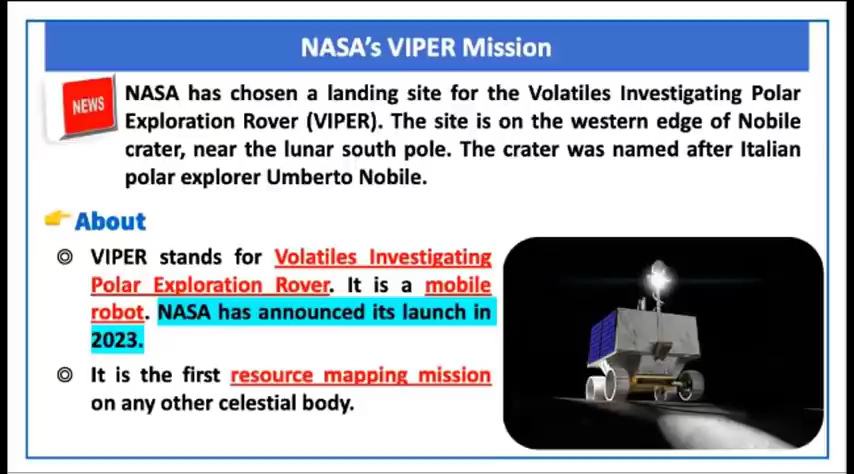 NASA's VIPER Mission
NEWS
NASA has chosen a landing site for the Volatiles Investigating Polar
Exploration Rover (VIPER). The site is on the western edge of Nobile
crater, near the lunar south pole. The crater was named after Italian
polar explorer Umberto Nobile.
About
VIPER stands for Volatiles Investigating
Polar Exploration Rover. It is a mobile
robot. NASA has announced its launch in
2023.
It is the first resource mapping mission
on any other celestial body.